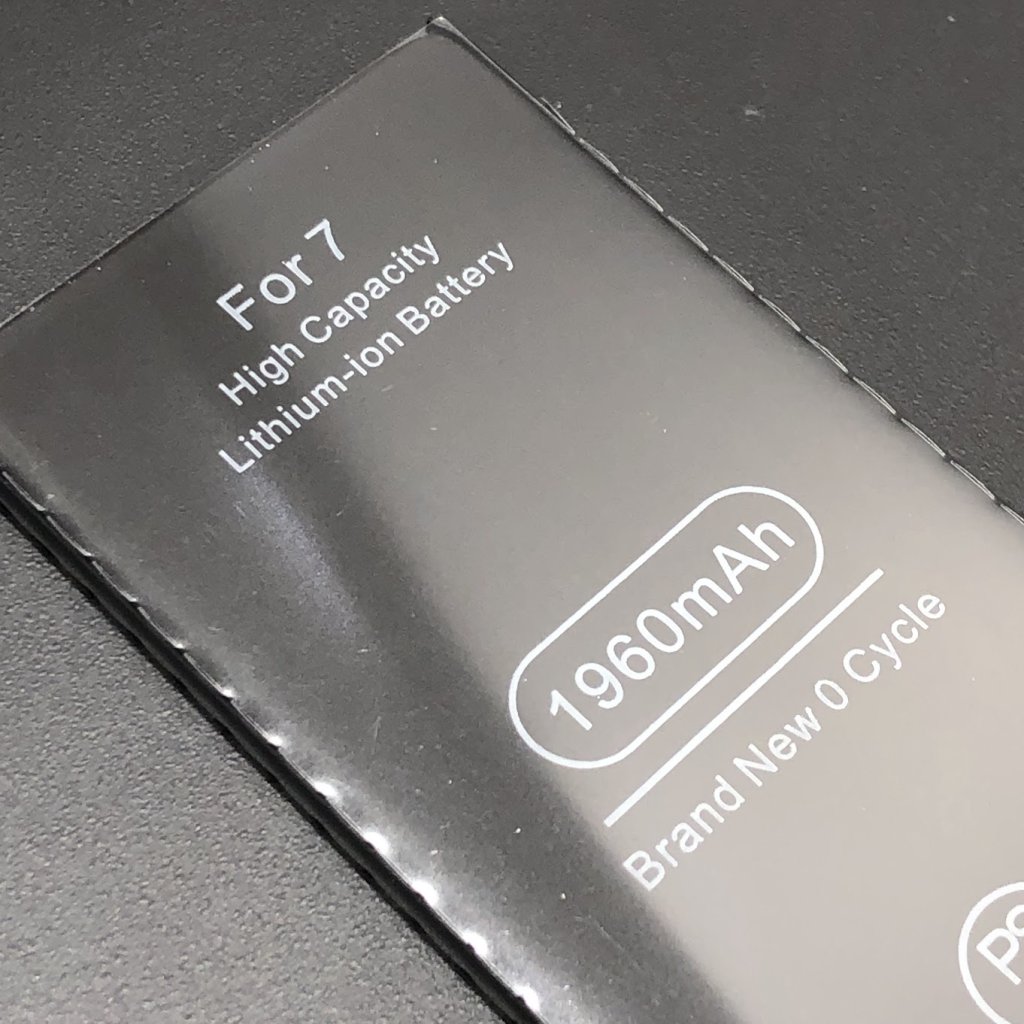 For 7
High Capacity
Lithium-ion Battery
1960mAh
Brand New 0 Cycle